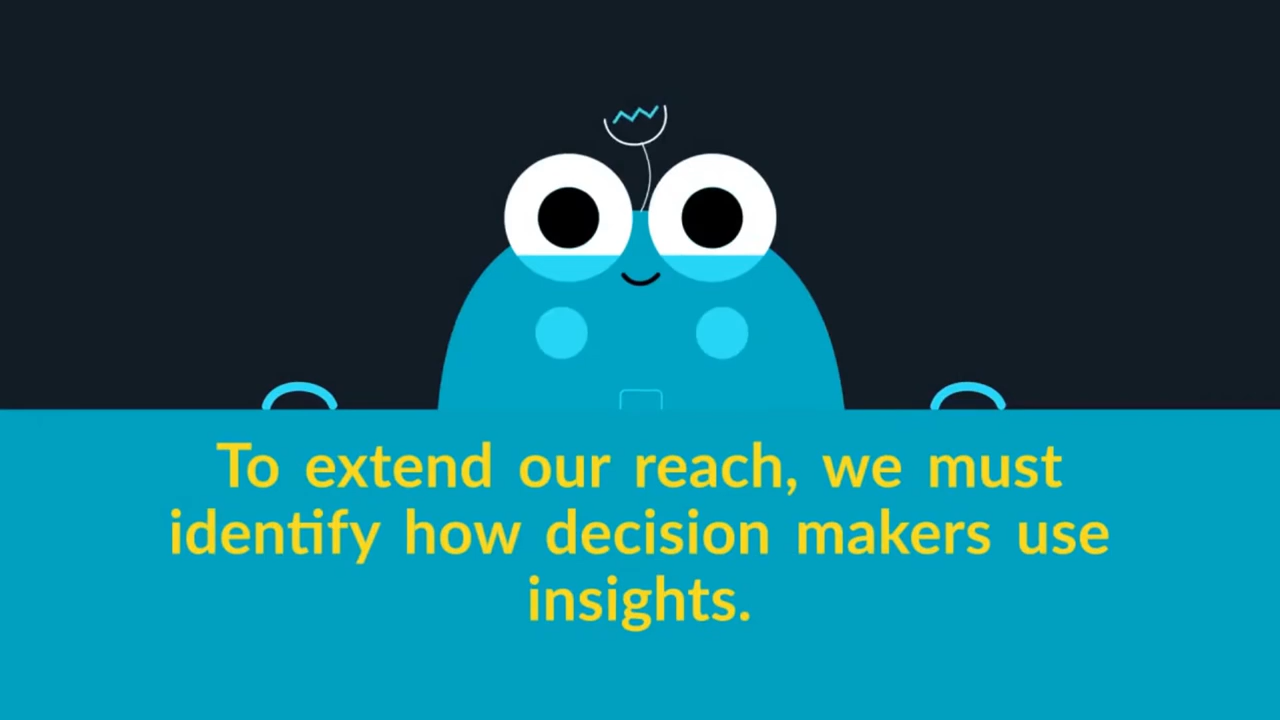 To extend our reach, we must
identify how decision makers use
insights.